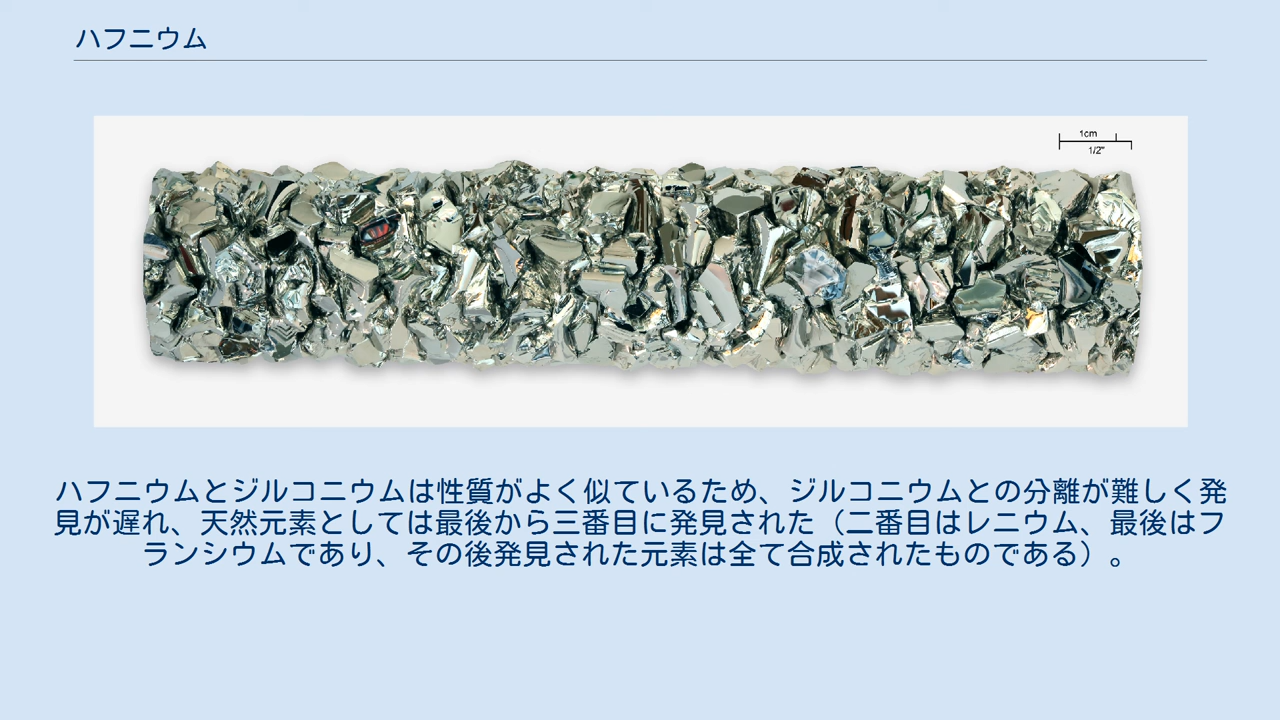 ハフニウム
1cm
1/2"
ハフニウムとジルコニウムは性質がよく似ているため、ジルコニウムとの分離が難しく発
見が遅れ、天然元素としては最後から三番目に発見された（二番目はレニウム、最後はフ
ランシウムであり、その後発見された元素は全て合成されたものである）。